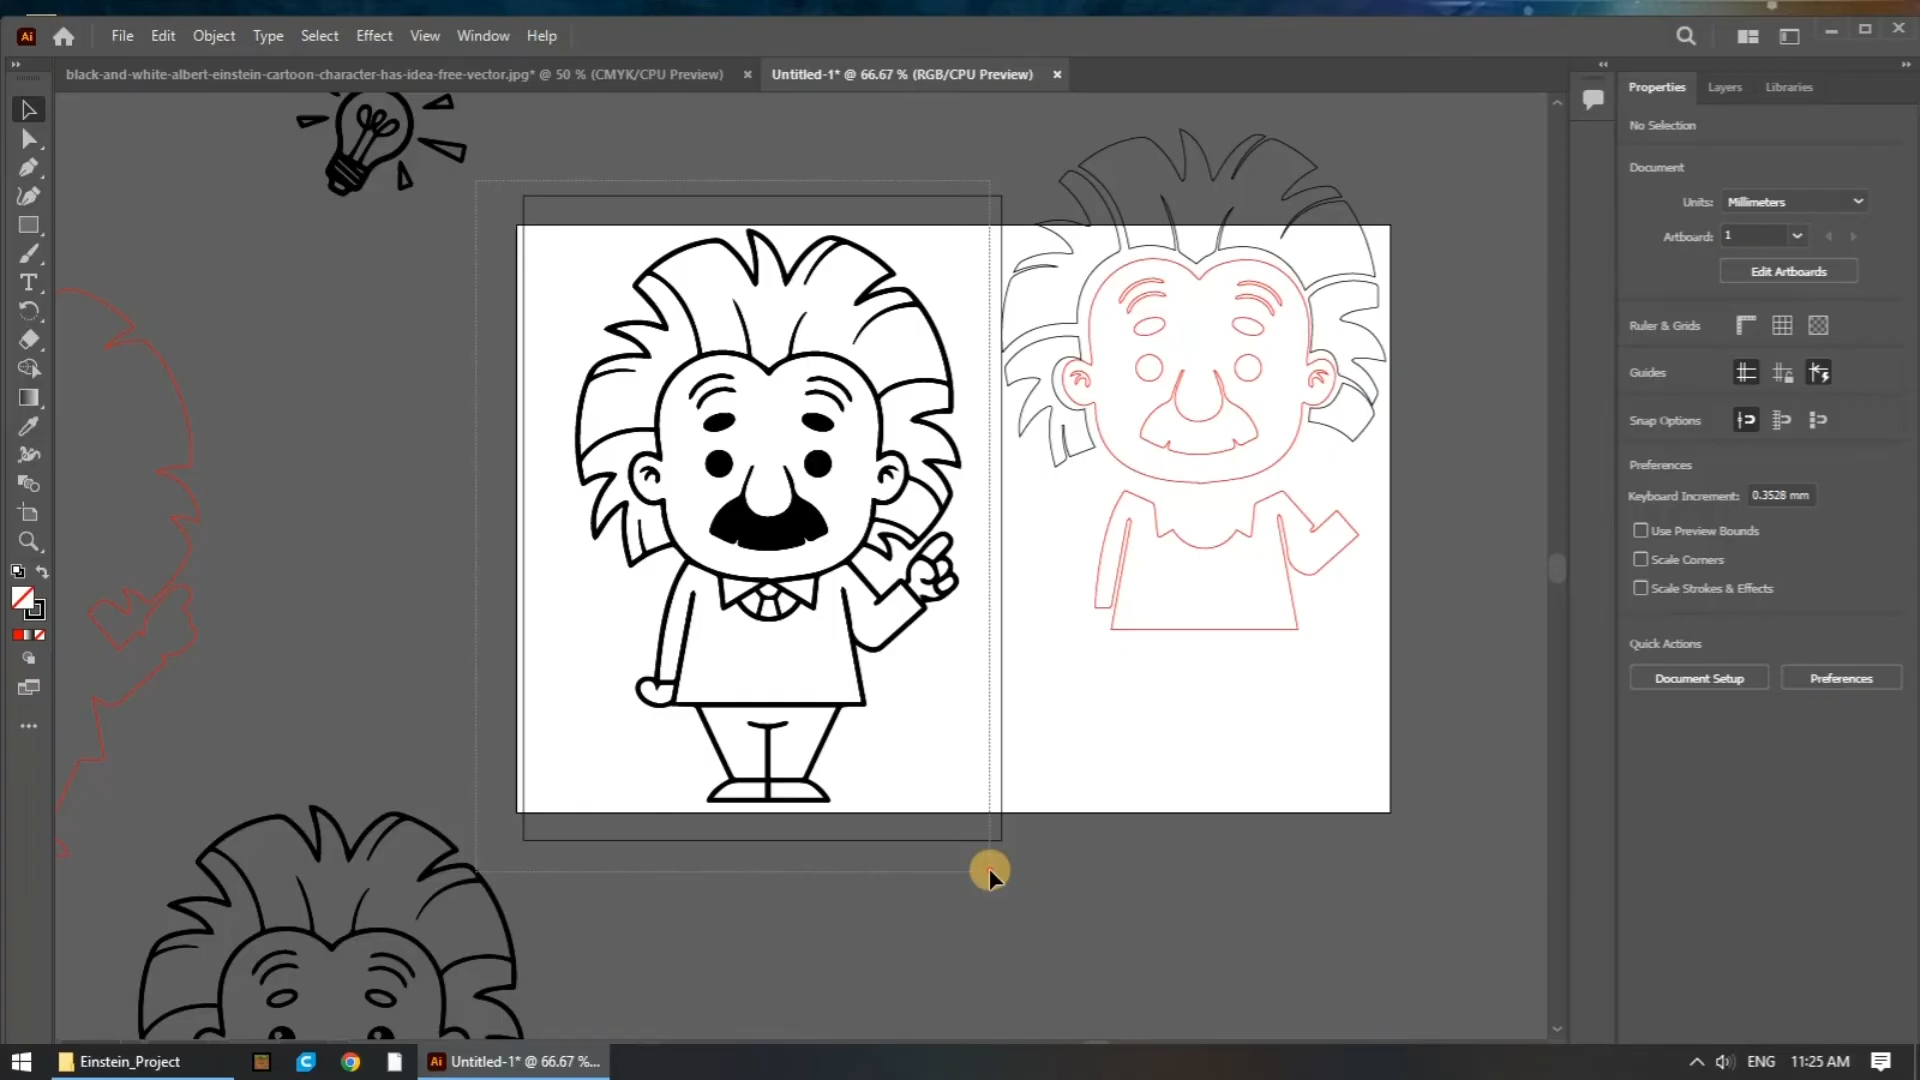 Ai File Edit Object Type Select Effect View Window Help
black-and-white-albert-einstein-cartoon-character-has-idea-free-vector.jpg* @ 50 % (CMYK/CPU Preview) × Untitled-1* @ 66.67 % (RGB/CPU Preview) ×
Properties Layers Libraries
No Selection
Document
Units: Millimeters
Artboard: 1
Edit Artboards
Ruler & Grids
Guides
Snap Options
Preferences
Keyboard Increment: 0.3528 mm
Use Preview Bounds
Scale Corners
Scale Strokes & Effects
Quick Actions
Document Setup Preferences
Einstein_Project Ai Untitled-1* @ 66.67 %... ENG 11:25 AM